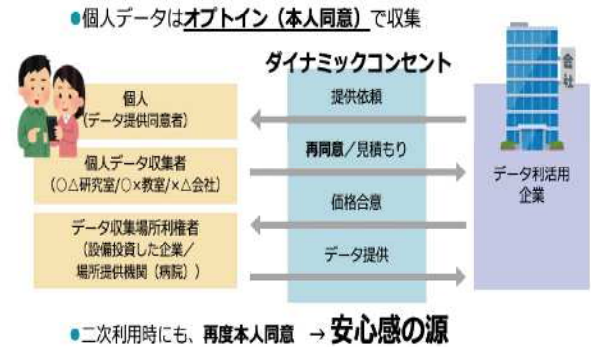 ●個人データはオプトイン（本人同意）で収集
ダイナミックコンセント
個人
（データ提供同意者）
個人データ収集者
（○△研究室/○×教室/×△会社）
データ収集場所利権者
（設備投資した企業／
場所提供機関（病院））
提供依頼
再同意／見積もり
価格合意
データ提供
会社
データ利活用
企業
●二次利用時にも、再度本人同意 → 安心感の源